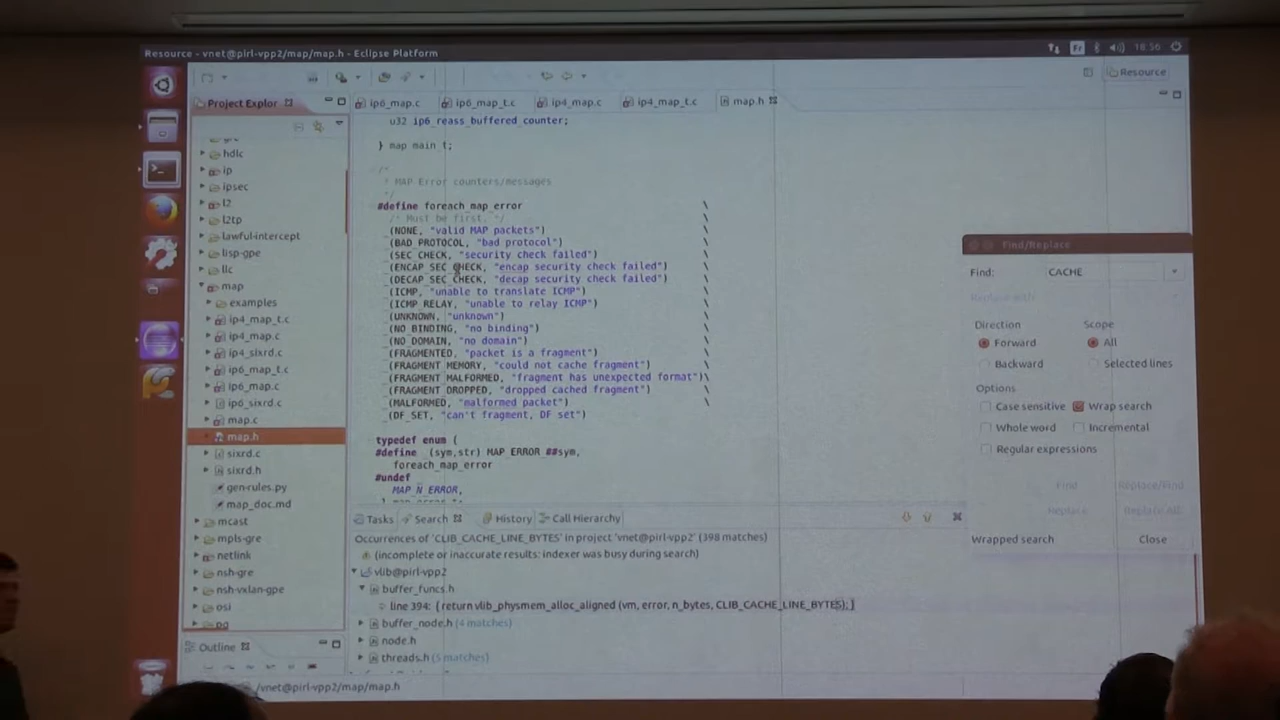 Resource - vnet@pirl-vpp2/map/map.h - Eclipse Platform
Fr
18:56
Resource
Project Explor
ip6_map.c
ip6_map_t.c
ip4_map.c
ip4_map_t.c
map.h
hdlc
ip
ipsec
l2
l2tp
lawful-intercept
lisp-gpe
llc
map
examples
ip4_map_t.c
ip4_map.c
ip4_sixrd.c
ip6_map_t.c
ip6_map.c
ip6_sixrd.c
map.c
map.h
sixrd.c
sixrd.h
gen-rules.py
map_doc.md
mcast
mpls-gre
netlink
nsh-gre
nsh-vxlan-gpe
osi
pg
Outline
u32 ip6_reass_buffered_counter;
} map_main_t;
/*
* MAP Error counters/messages
*/
#define foreach_map_error \
/* Must be first. */ \
_(NONE, "valid MAP packets") \
_(BAD_PROTOCOL, "bad protocol") \
_(SEC_CHECK, "security check failed") \
_(ENCAP_SEC_CHECK, "encap security check failed") \
_(DECAP_SEC_CHECK, "decap security check failed") \
_(ICMP, "unable to translate ICMP") \
_(ICMP_RELAY, "unable to relay ICMP") \
_(UNKNOWN, "unknown") \
_(NO_BINDING, "no binding") \
_(NO_DOMAIN, "no domain") \
_(FRAGMENTED, "packet is a fragment") \
_(FRAGMENT_MEMORY, "could not cache fragment") \
_(FRAGMENT_MALFORMED, "fragment has unexpected format")\
_(FRAGMENT_DROPPED, "dropped cached fragment") \
_(MALFORMED, "malformed packet") \
_(DF_SET, "can't fragment, DF set")
typedef enum {
#define _(sym,str) MAP_ERROR_##sym,
foreach_map_error
#undef _
MAP_N_ERROR,
Find/Replace
Find: CACHE
Replace with:
Direction
Scope
Forward
All
Backward
Selected lines
Options
Case sensitive
Wrap search
Whole word
Incremental
Regular expressions
Find
Replace/Find
Replace
Replace All
Wrapped search
Close
Tasks
Search
History
Call Hierarchy
Occurrences of 'CLIB_CACHE_LINE_BYTES' in project 'vnet@pirl-vpp2' (398 matches)
(incomplete or inaccurate results: indexer was busy during search)
vlib@pirl-vpp2
buffer_funcs.h
line 394: { return vlib_physmem_alloc_aligned (vm, error, n_bytes, CLIB_CACHE_LINE_BYTES); }
buffer_node.h (4 matches)
node.h
threads.h (5 matches)
/vnet@pirl-vpp2/map/map.h